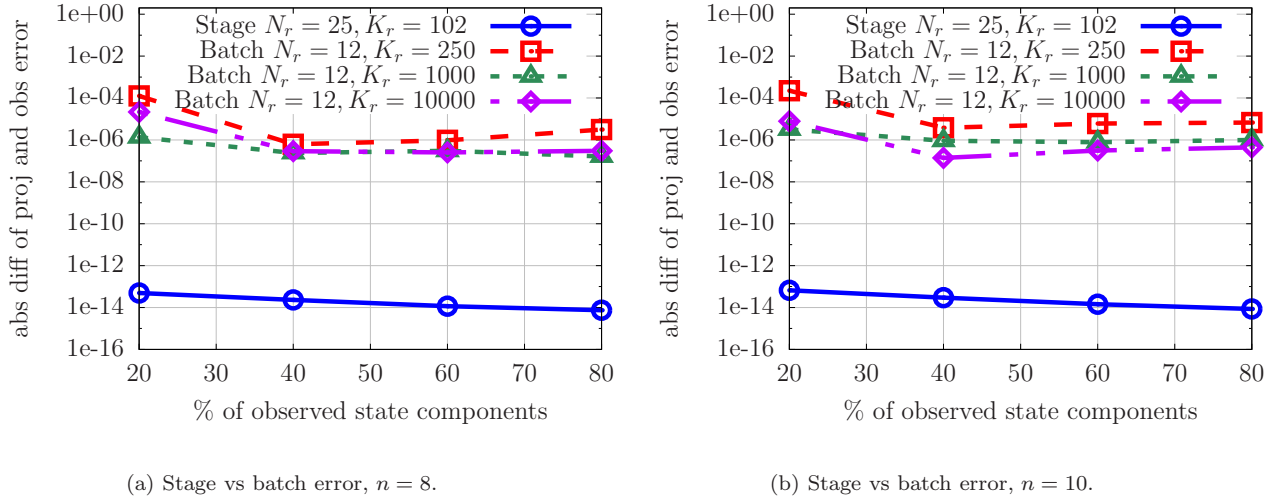 abs diff of proj and obs error
1e+00
1e-02
1e-04
1e-06
1e-08
1e-10
1e-12
1e-14
1e-16
Stage N_r = 25, K_r = 102
Batch N_r = 12, K_r = 250
Batch N_r = 12, K_r = 1000
Batch N_r = 12, K_r = 10000
20 30 40 50 60 70 80
% of observed state components
(a) Stage vs batch error, n = 8.
abs diff of proj and obs error
1e+00
1e-02
1e-04
1e-06
1e-08
1e-10
1e-12
1e-14
1e-16
Stage N_r = 25, K_r = 102
Batch N_r = 12, K_r = 250
Batch N_r = 12, K_r = 1000
Batch N_r = 12, K_r = 10000
20 30 40 50 60 70 80
% of observed state components
(b) Stage vs batch error, n = 10.